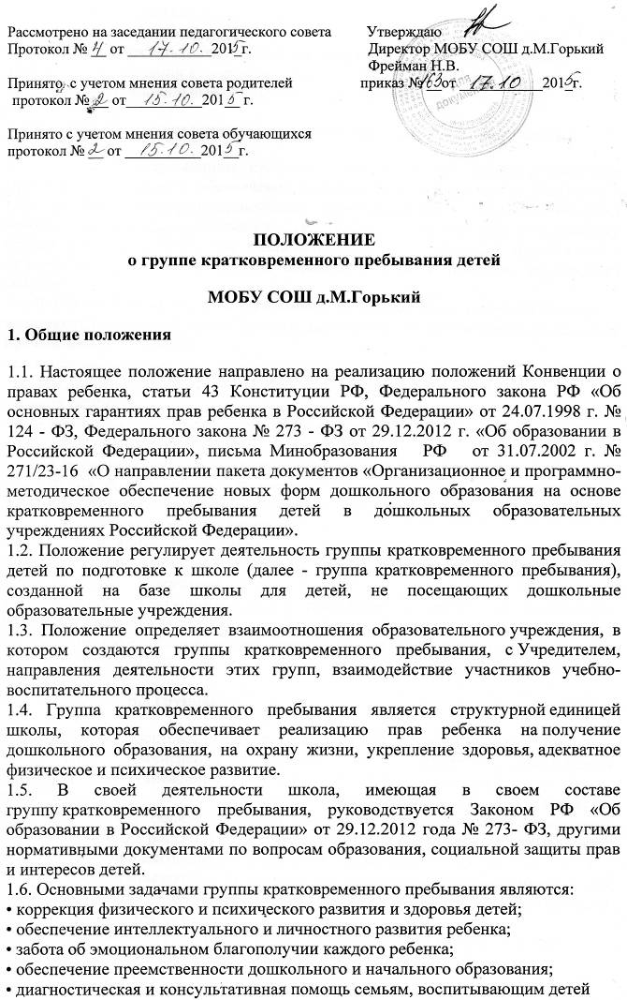 Рассмотрено на заседании педагогического совета Утверждаю
Протокол № 4 от 17.10. 2015г. Директор МОБУ СОШ д.М.Горький
Фрейман Н.В.
Принято, с учетом мнения совета родителей приказ №163 от 17.10 2015г.
протокол № 2 от 15.10. 2015 г.
Принято с учетом мнения совета обучающихся
протокол № 2 от 15.10. 2015 г.
ПОЛОЖЕНИЕ
о группе кратковременного пребывания детей
МОБУ СОШ д.М.Горький
1. Общие положения
1.1. Настоящее положение направлено на реализацию положений Конвенции о
правах ребенка, статьи 43 Конституции РФ, Федерального закона РФ «Об
основных гарантиях прав ребенка в Российской Федерации» от 24.07.1998 г. №
124 - ФЗ, Федерального закона № 273 - ФЗ от 29.12.2012 г. «Об образовании в
Российской Федерации», письма Минобразования РФ от 31.07.2002 г. №
271/23-16 «О направлении пакета документов «Организационное и программно-
методическое обеспечение новых форм дошкольного образования на основе
кратковременного пребывания детей в дошкольных образовательных
учреждениях Российской Федерации».
1.2. Положение регулирует деятельность группы кратковременного пребывания
детей по подготовке к школе (далее - группа кратковременного пребывания),
созданной на базе школы для детей, не посещающих дошкольные
образовательные учреждения.
1.3. Положение определяет взаимоотношения образовательного учреждения, в
котором создаются группы кратковременного пребывания, с Учредителем,
направления деятельности этих групп, взаимодействие участников учебно-
воспитательного процесса.
1.4. Группа кратковременного пребывания является структурной единицей
школы, которая обеспечивает реализацию прав ребенка на получение
дошкольного образования, на охрану жизни, укрепление здоровья, адекватное
физическое и психическое развитие.
1.5. В своей деятельности школа, имеющая в своем составе
группу кратковременного пребывания, руководствуется Законом РФ «Об
образовании в Российской Федерации» от 29.12.2012 года № 273- ФЗ, другими
нормативными документами по вопросам образования, социальной защиты прав
и интересов детей.
1.6. Основными задачами группы кратковременного пребывания являются:
• коррекция физического и психического развития и здоровья детей;
• обеспечение интеллектуального и личностного развития ребенка;
• забота об эмоциональном благополучии каждого ребенка;
• обеспечение преемственности дошкольного и начального образования;
• диагностическая и консультативная помощь семьям, воспитывающим детей